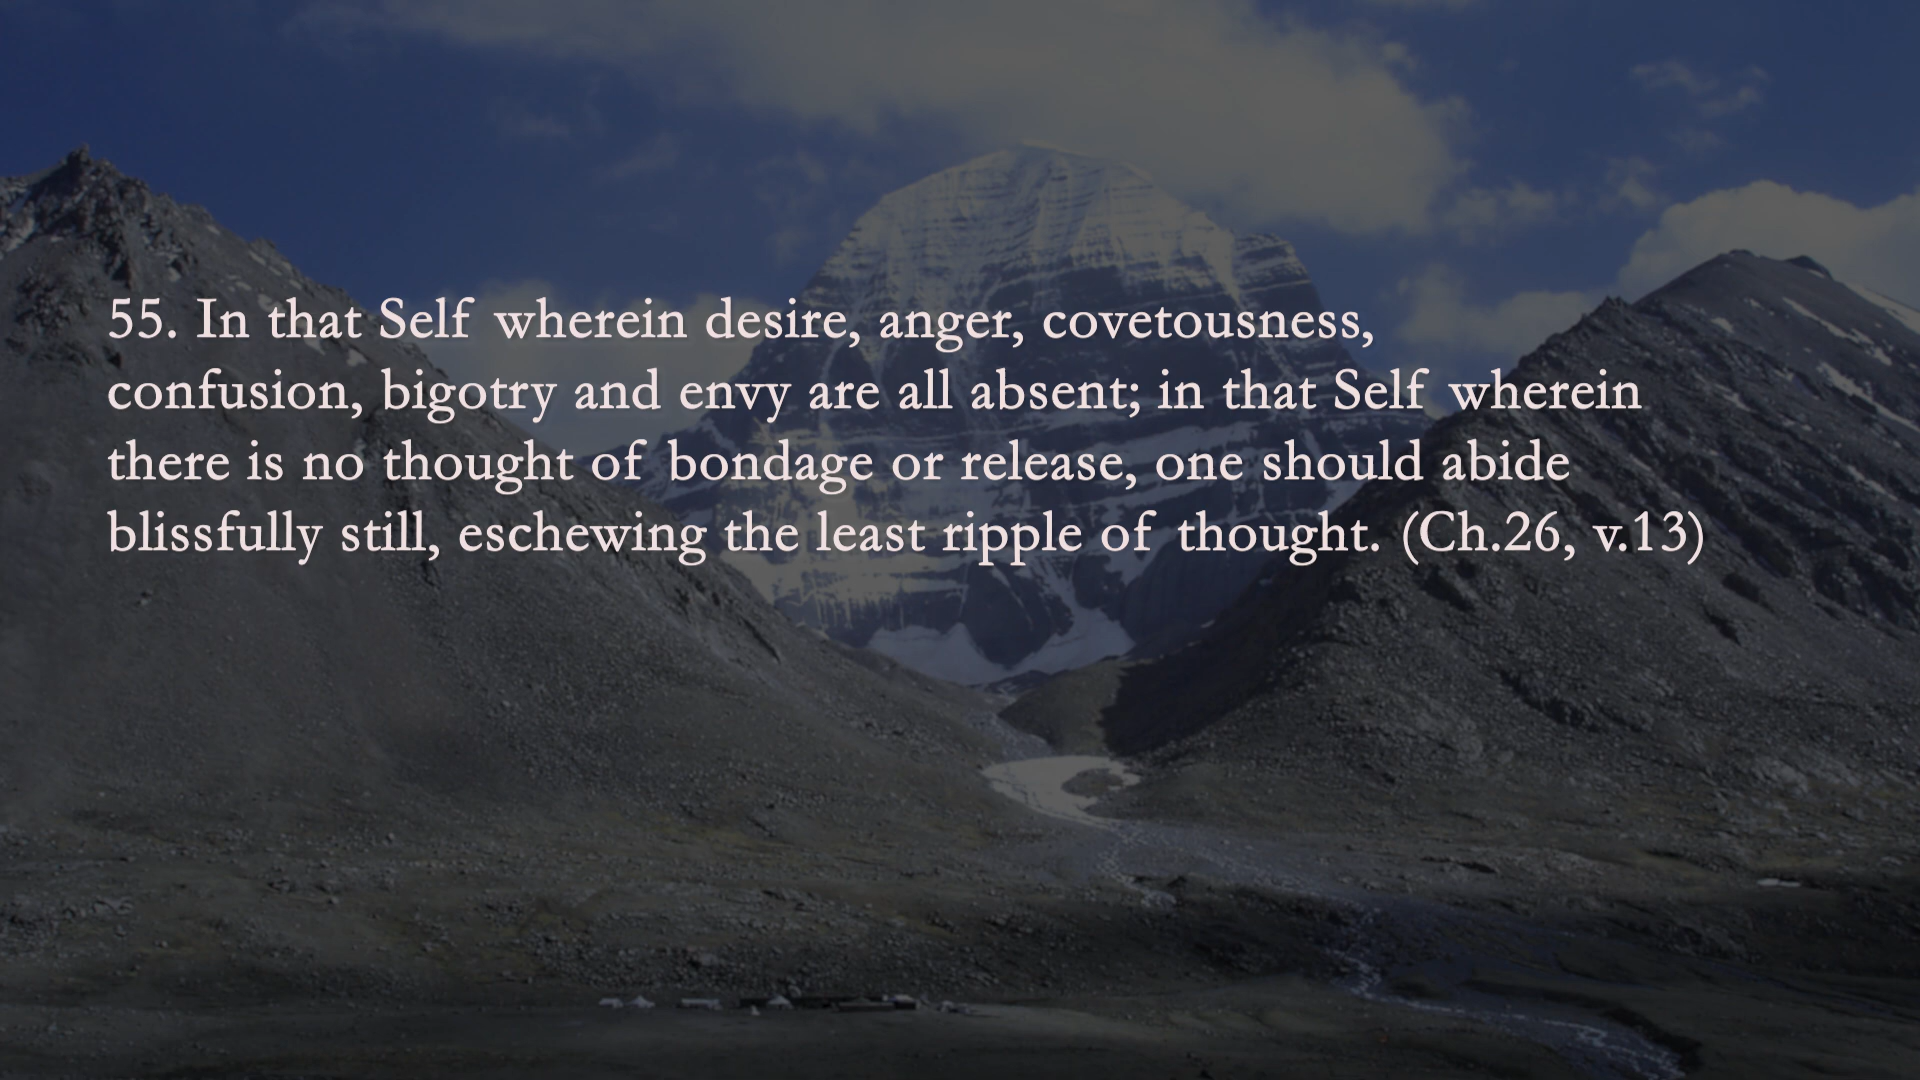 55. In that Self wherein desire, anger, covetousness,
confusion, bigotry and envy are all absent; in that Self wherein
there is no thought of bondage or release, one should abide
blissfully still, eschewing the least ripple of thought. (Ch.26, v.13)